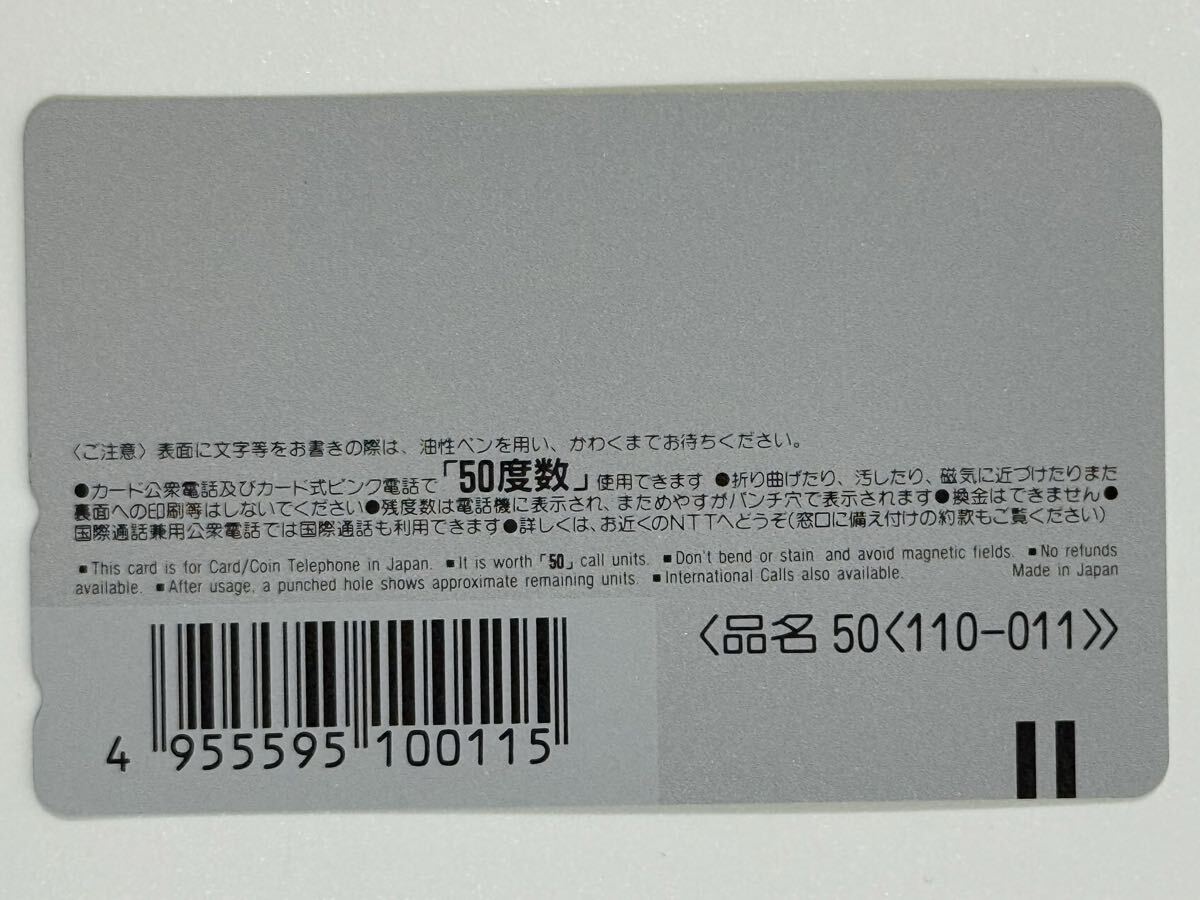 〈ご注意〉表面に文字等をお書きの際は、油性ペンを用い、かわくまでお待ちください。
●カード公衆電話及びカード式ピンク電話で「50度数」使用できます ●折り曲げたり、汚したり、磁気に近づけたりまた
裏面への印刷等はしないでください●残度数は電話機に表示され、まためやすがパンチ穴で表示されます●換金はできません●
国際通話兼用公衆電話では国際通話も利用できます●詳しくは、お近くのNTTへどうぞ(窓口に備え付けの約款もご覧ください)
■This card is for Card/Coin Telephone in Japan. ■It is worth「50」call units. ■Don't bend or stain and avoid magnetic fields. ■No refunds
available. ■After usage, a punched hole shows approximate remaining units. ■International Calls also available. Made in Japan
〈品名 50〈110-011〉〉
4 955595 100115